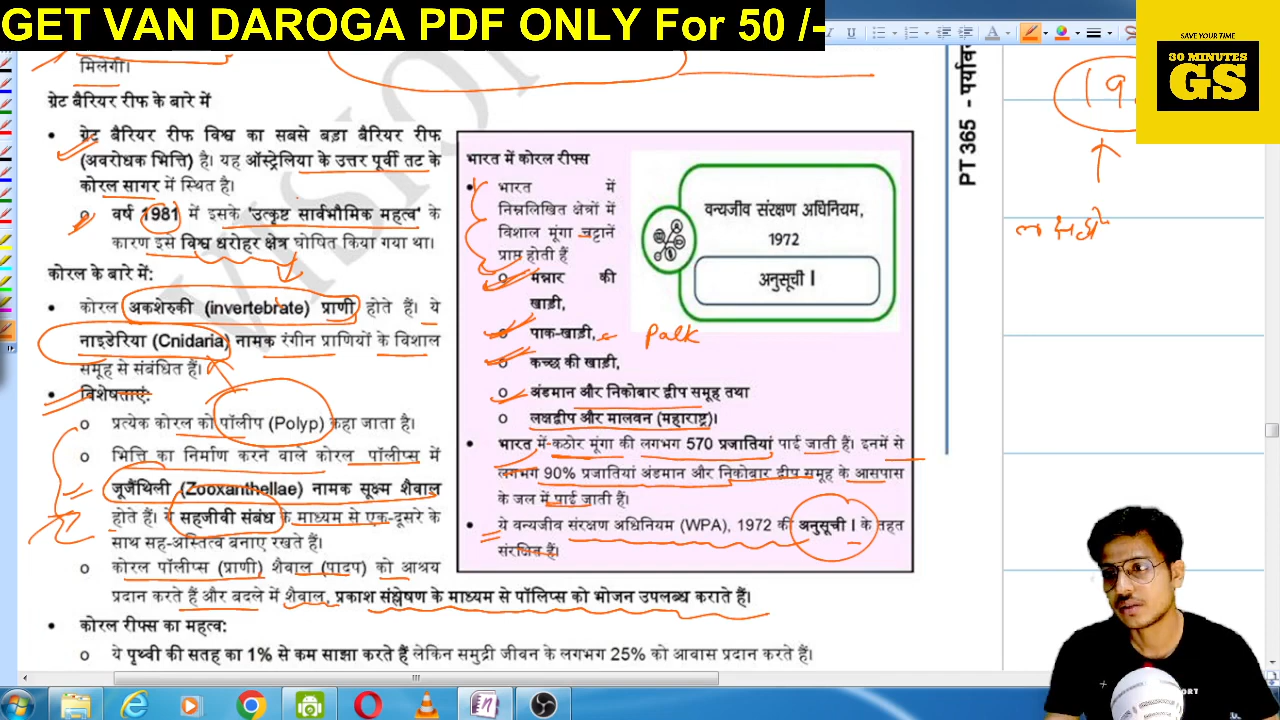 GET VAN DAROGA PDF ONLY For 50 /-
SAVE YOUR TIME
30 MINUTES
GS
मिलेगी।
ग्रेट बैरियर रीफ के बारे में
• ग्रेट बैरियर रीफ विश्व का सबसे बड़ा बैरियर रीफ
(अवरोधक भित्ति) है। यह ऑस्ट्रेलिया के उत्तर पूर्वी तट के
कोरल सागर में स्थित है।
o वर्ष 1981 में इसके 'उत्कृष्ट सार्वभौमिक महत्व' के
कारण इसे विश्व धरोहर क्षेत्र घोषित किया गया था।
कोरल के बारे में:
• कोरल अकशेरुकी (invertebrate) प्राणी होते हैं। ये
नाइडेरिया (Cnidaria) नामक रंगीन प्राणियों के विशाल
समूह से संबंधित हैं।
• विशेषताएं:
o प्रत्येक कोरल को पॉलीप (Polyp) कहा जाता है।
o भित्ति का निर्माण करने वाले कोरल पॉलीप्स में
जूजैंथिली (Zooxanthellae) नामक सूक्ष्म शैवाल
होते हैं। ये सहजीवी संबंध के माध्यम से एक-दूसरे के
साथ सह-अस्तित्व बनाए रखते हैं।
o कोरल पॉलीप्स (प्राणी) शैवाल (पादप) को आश्रय
प्रदान करते हैं और बदले में शैवाल, प्रकाश संश्लेषण के माध्यम से पॉलिप्स को भोजन उपलब्ध कराते हैं।
• कोरल रीफ्स का महत्व:
o ये पृथ्वी की सतह का 1% से कम साझा करते हैं लेकिन समुद्री जीवन के लगभग 25% को आवास प्रदान करते हैं।
भारत में कोरल रीफ्स
• भारत में
निम्नलिखित क्षेत्रों में
विशाल मूंगा चट्टानें
प्राप्त होती हैं
o मन्नार की
खाड़ी,
o पाक-खाड़ी, Palk
o कच्छ की खाड़ी,
o अंडमान और निकोबार द्वीप समूह तथा
o लक्षद्वीप और मालवन (महाराष्ट्र)।
• भारत में कठोर मूंगा की लगभग 570 प्रजातियां पाई जाती हैं। इनमें से
लगभग 90% प्रजातियां अंडमान और निकोबार द्वीप समूह के आसपास
के जल में पाई जाती हैं।
• ये वन्यजीव संरक्षण अधिनियम (WPA), 1972 की अनुसूची I के तहत
संरक्षित हैं।
वन्यजीव संरक्षण अधिनियम,
1972
अनुसूची I
PT 365 - पर्याव
VISION